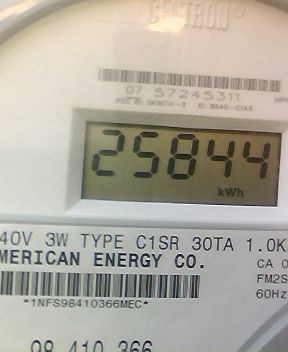 CENTRON®
07 57245311
25844
kWh
40V 3W TYPE C1SR 30TA 1.0K
MERICAN ENERGY CO.
CA 0
FM2S
*1NFS98410366MEC*
60Hz
98 410 366